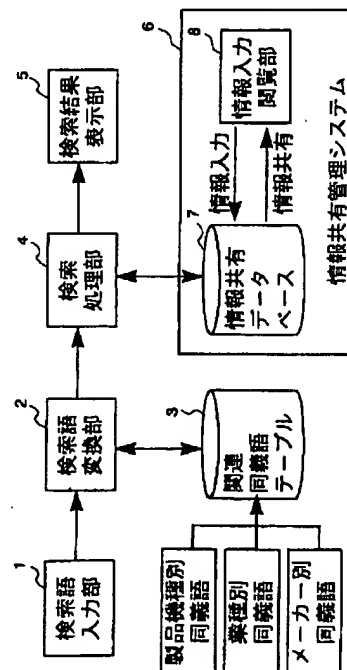 1
検索語
入力部
2
検索語
変換部
4
検索
処理部
5
検索結果
表示部
製品機種別
同義語
業種別
同義語
メーカー別
同義語
3
関連
同義語
テーブル
6
7
情報共有
データ
ベース
情報入力
情報共有
8
情報入力
閲覧部
情報共有管理システム